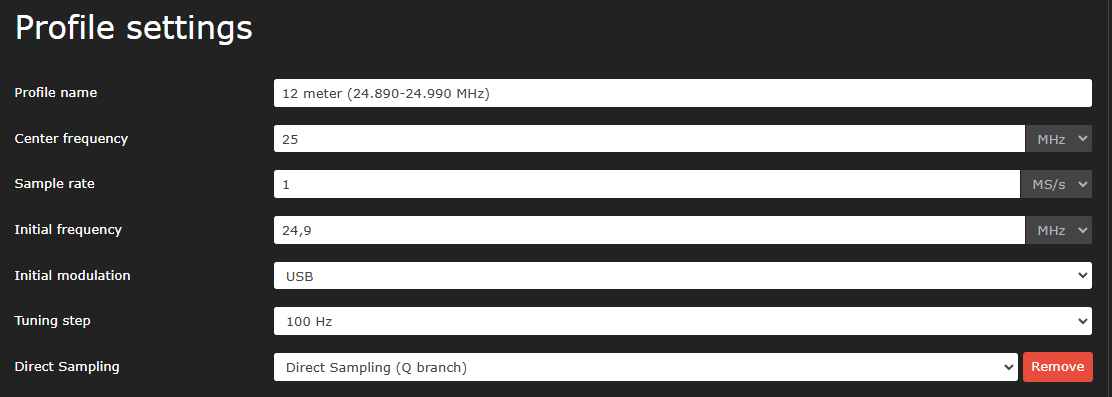 Profile settings
Profile name 12 meter (24.890-24.990 MHz)
Center frequency 25 MHz
Sample rate 1 MS/s
Initial frequency 24,9 MHz
Initial modulation USB
Tuning step 100 Hz
Direct Sampling Direct Sampling (Q branch) Remove